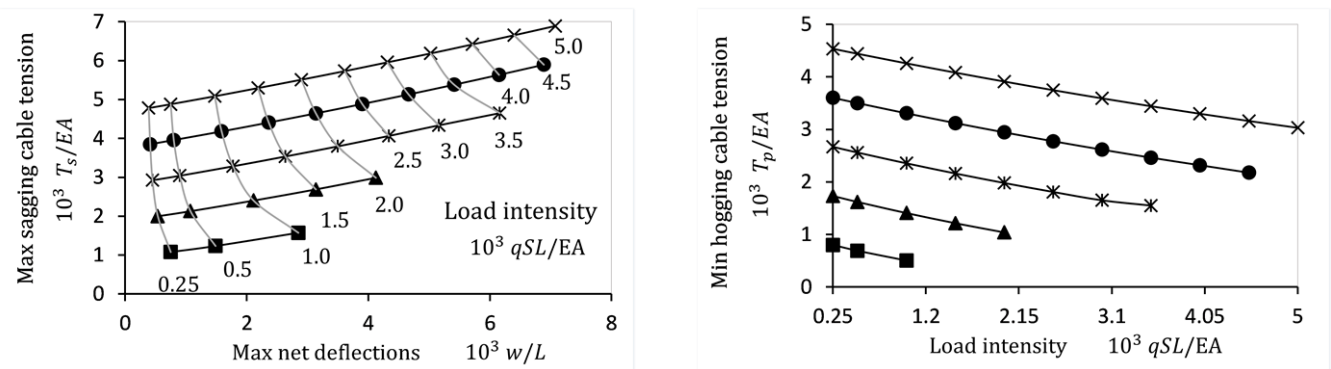 Max sagging cable tension
10³ Tₛ/EA
7
6
5
4
3
2
1
0
5.0
4.5
4.0
3.5
3.0
2.5
2.0
1.5
1.0
0.5
0.25
Load intensity
10³ qSL/EA
0 2 4 6 8
Max net deflections 10³ w/L
Min hogging cable tension
10³ Tₚ/EA
5
4
3
2
1
0
0.25 1.2 2.15 3.1 4.05 5
Load intensity 10³ qSL/EA